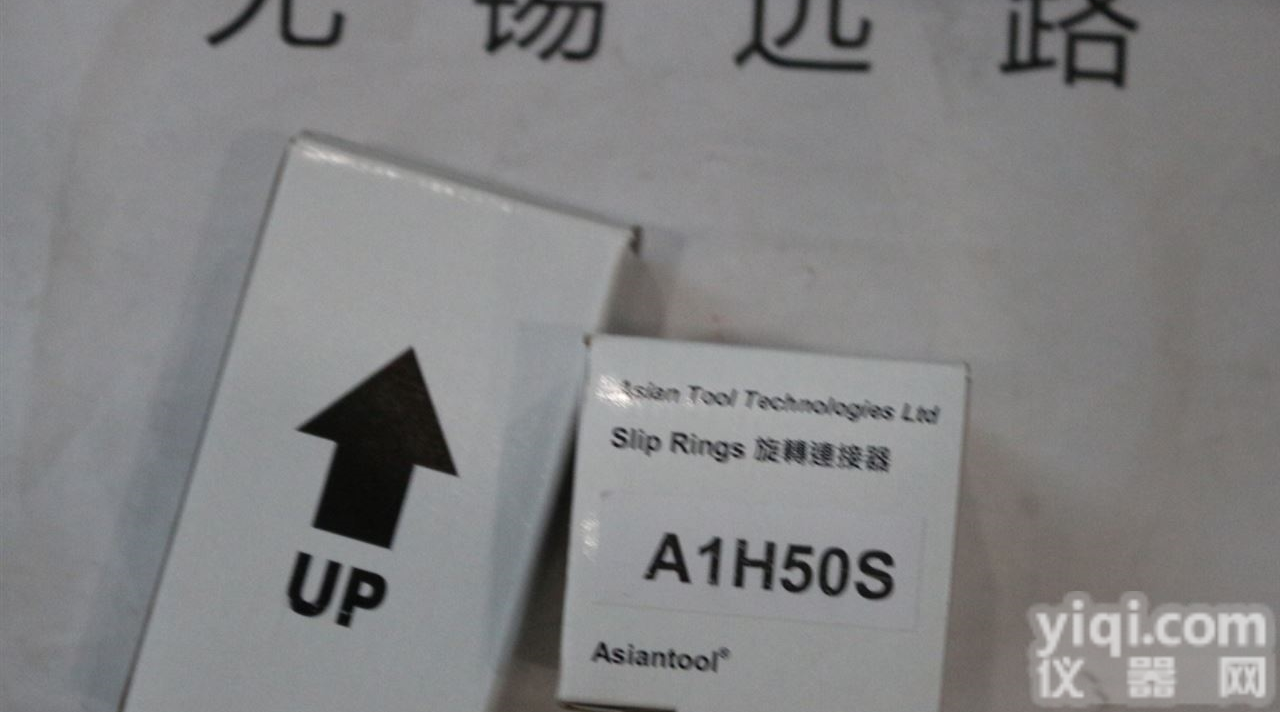 无锡迈路
UP
Asian Tool Technologies Ltd
Slip Rings 旋轉連接器
A1H50S
Asiantool®
yiqi.com
仪器网